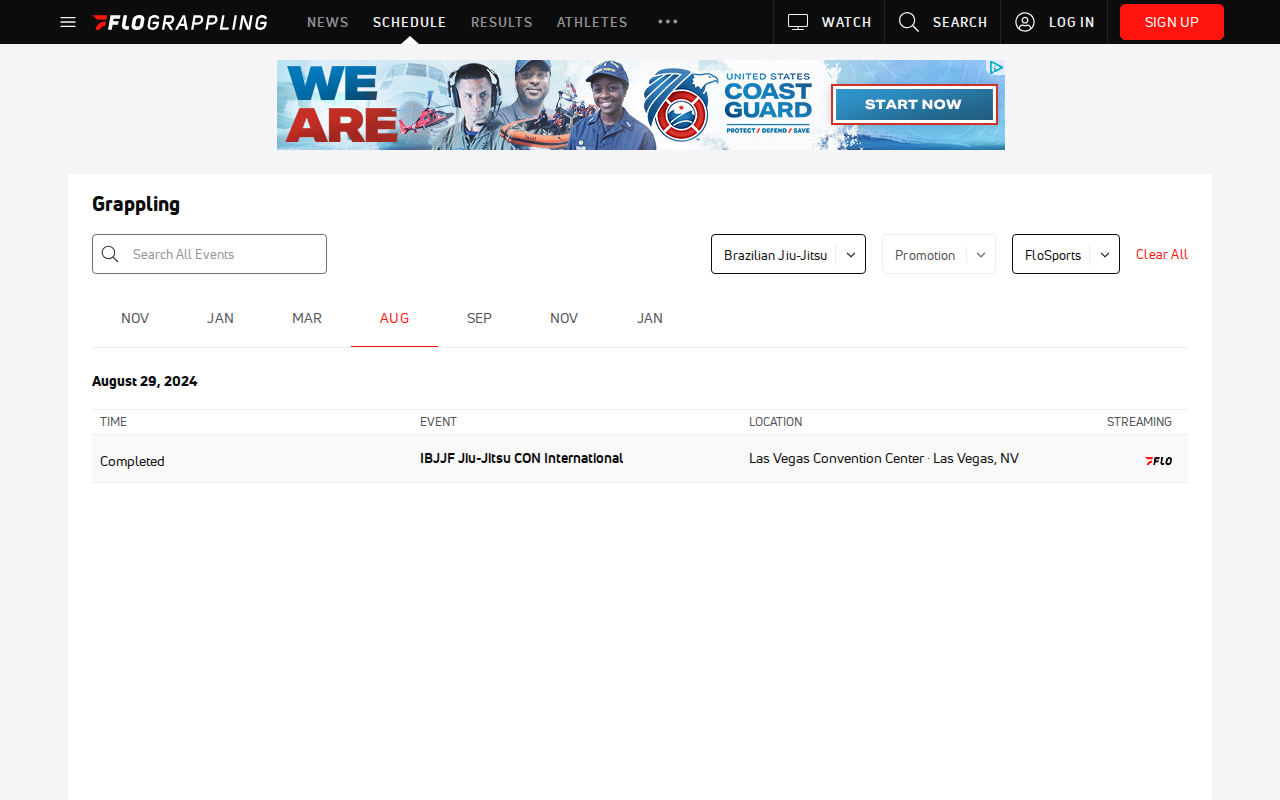 FLOGRAPPLING NEWS SCHEDULE RESULTS ATHLETES ••• WATCH SEARCH LOG IN SIGN UP
WE ARE
UNITED STATES
COAST GUARD
PROTECT / DEFEND / SAVE
START NOW
Grappling
Search All Events Brazilian Jiu-Jitsu Promotion FloSports Clear All
NOV JAN MAR AUG SEP NOV JAN
August 29, 2024
TIME EVENT LOCATION STREAMING
Completed IBJJF Jiu-Jitsu CON International Las Vegas Convention Center · Las Vegas, NV FLO